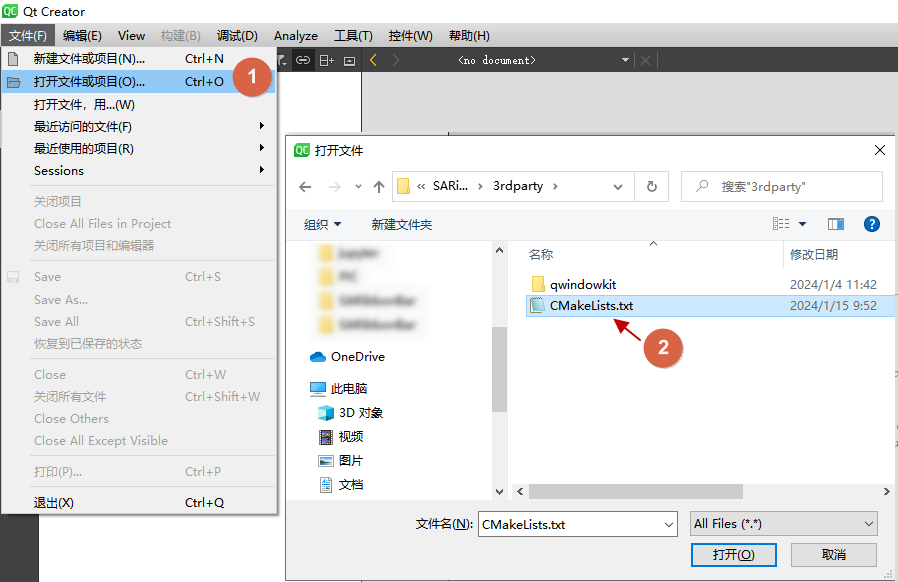 Qt Creator
文件(F) 编辑(E) View 构建(B) 调试(D) Analyze 工具(T) 控件(W) 帮助(H)
新建文件或项目(N)... Ctrl+N
打开文件或项目(O)... Ctrl+O
1
打开文件，用...(W)
最近访问的文件(F)
最近使用的项目(R)
Sessions
关闭项目
Close All Files in Project
关闭所有项目和编辑器
Save Ctrl+S
Save As...
Save All Ctrl+Shift+S
恢复到已保存的状态
Close Ctrl+W
关闭所有文件 Ctrl+Shift+W
Close Others
Close All Except Visible
打印(P)... Ctrl+P
退出(X) Ctrl+Q
<no document>
打开文件
« SARi... › 3rdparty ›
搜索"3rdparty"
组织 新建文件夹
名称 修改日期
qwindowkit 2024/1/4 11:42
CMakeLists.txt 2024/1/15 9:52
2
Jupyter
PIC
SARibbonBar
SARibbonBar
OneDrive
此电脑
3D 对象
视频
图片
文档
文件名(N): CMakeLists.txt All Files (*.*)
打开(O) 取消